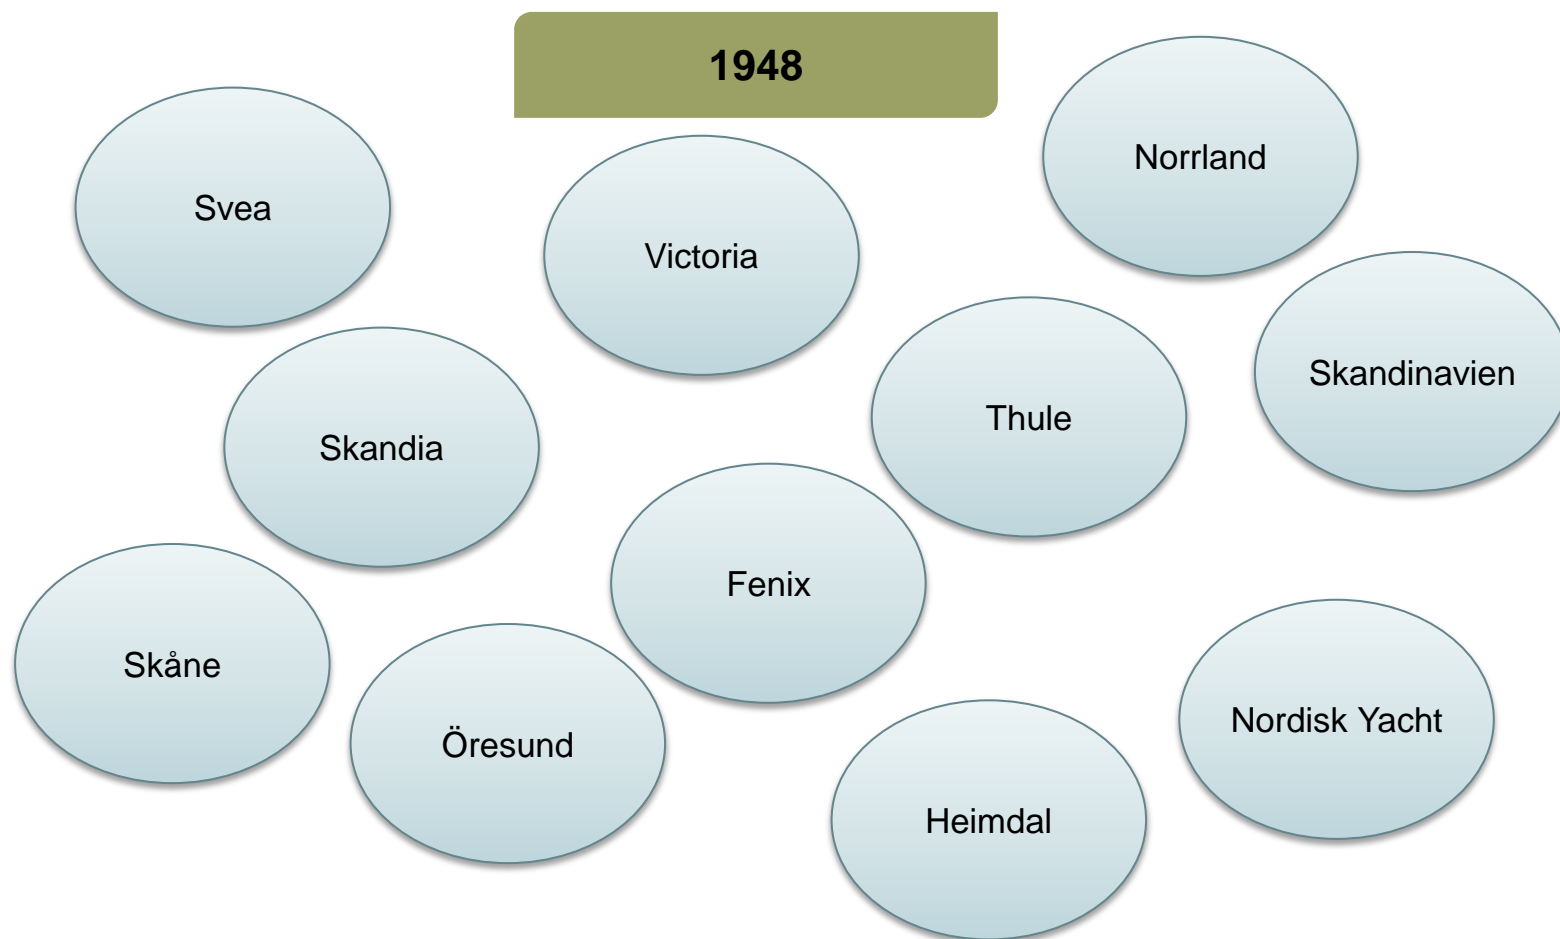 1948
Norrland
Svea
Victoria
Skandinavien
Thule
Skandia
Fenix
Skåne
Nordisk Yacht
Öresund
Heimdal